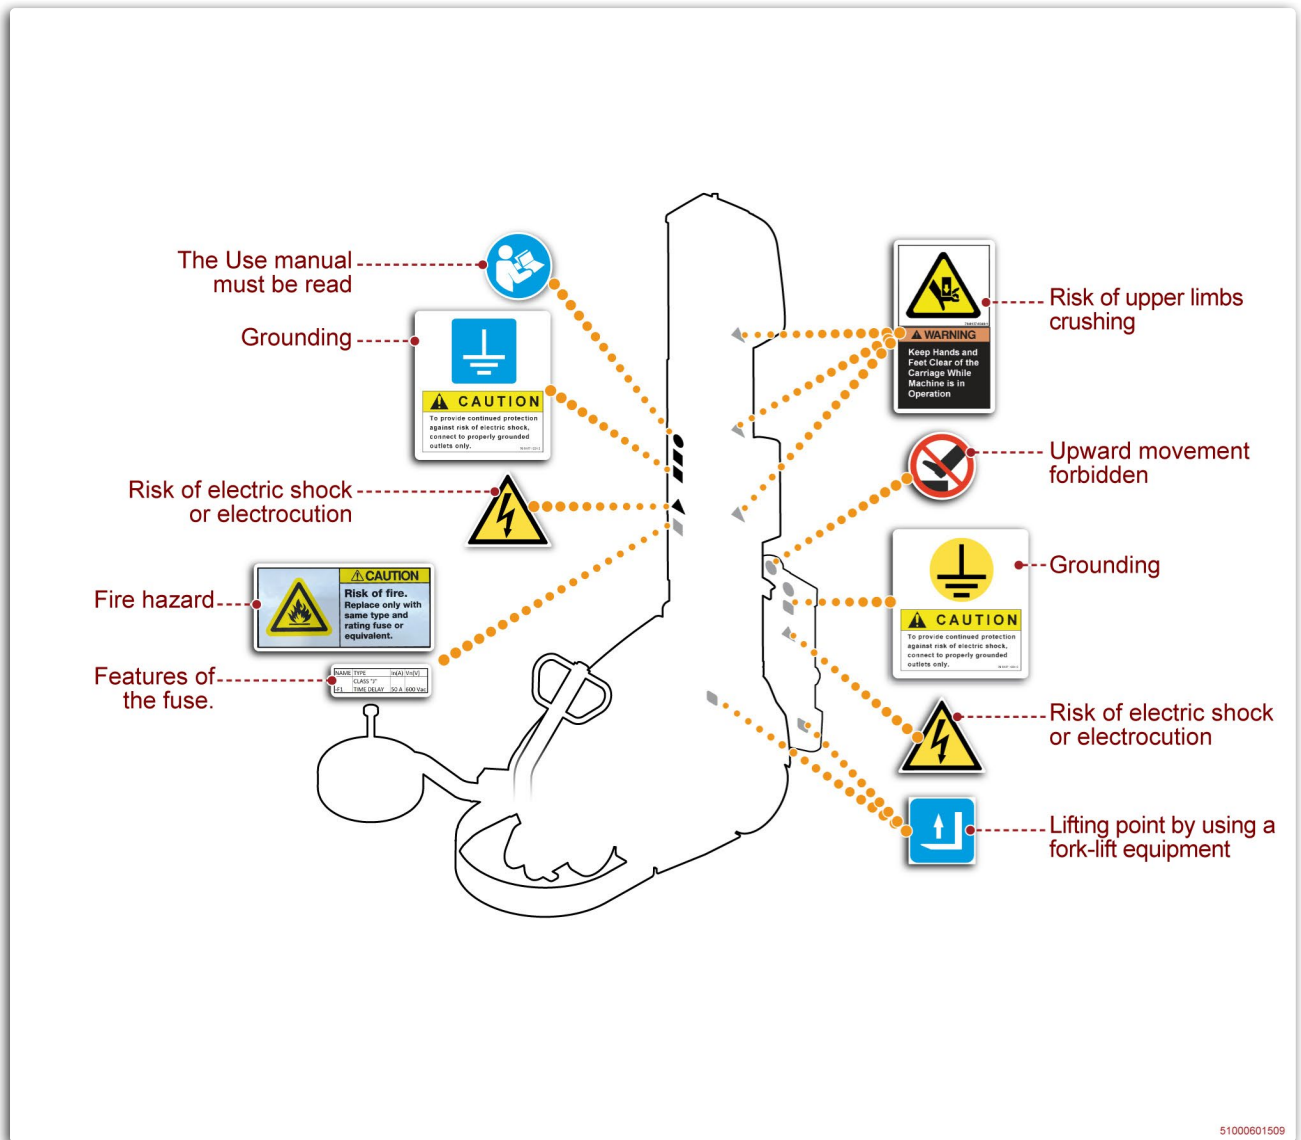 The Use manual
must be read
Grounding
CAUTION
To provide continued protection
against risk of electric shock,
connect to properly grounded
outlets only.
Risk of electric shock
or electrocution
Fire hazard
CAUTION
Risk of fire.
Replace only with
same type and
rating fuse or
equivalent.
Features of
the fuse.
NAME TYPE In(A) Vn(V)
CLASS "J"
-F1 TIME DELAY 50 A 600 Vac
WARNING
Keep Hands and
Feet Clear of the
Carriage While
Machine is in
Operation
Risk of upper limbs
crushing
Upward movement
forbidden
CAUTION
To provide continued protection
against risk of electric shock,
connect to properly grounded
outlets only.
Grounding
Risk of electric shock
or electrocution
Lifting point by using a
fork-lift equipment
51000601509